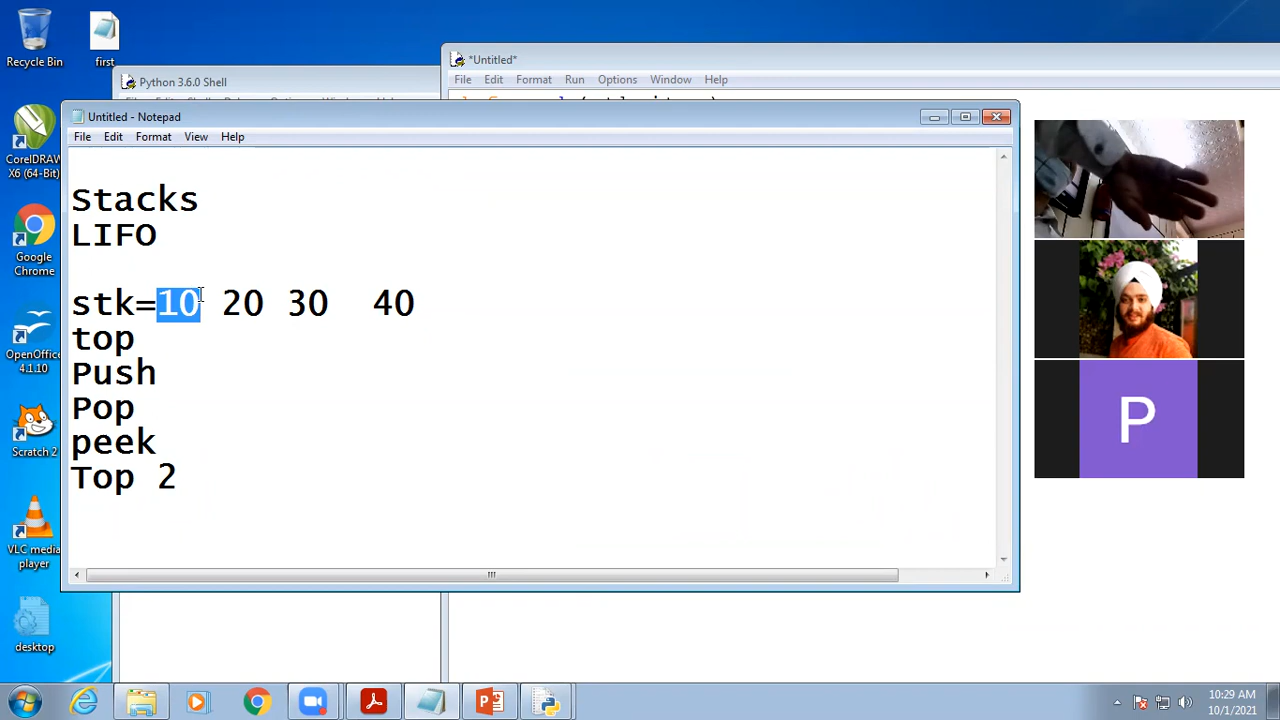 Recycle Bin
first
CorelDRAW X6 (64-Bit)
Google Chrome
OpenOffice 4.1.10
Scratch 2
VLC media player
desktop
Python 3.6.0 Shell
*Untitled*
File Edit Format Run Options Window Help
Untitled - Notepad
File Edit Format View Help
Stacks
LIFO
stk=10 20 30 40
top
Push
Pop
peek
Top 2
P
10:29 AM
10/1/2021